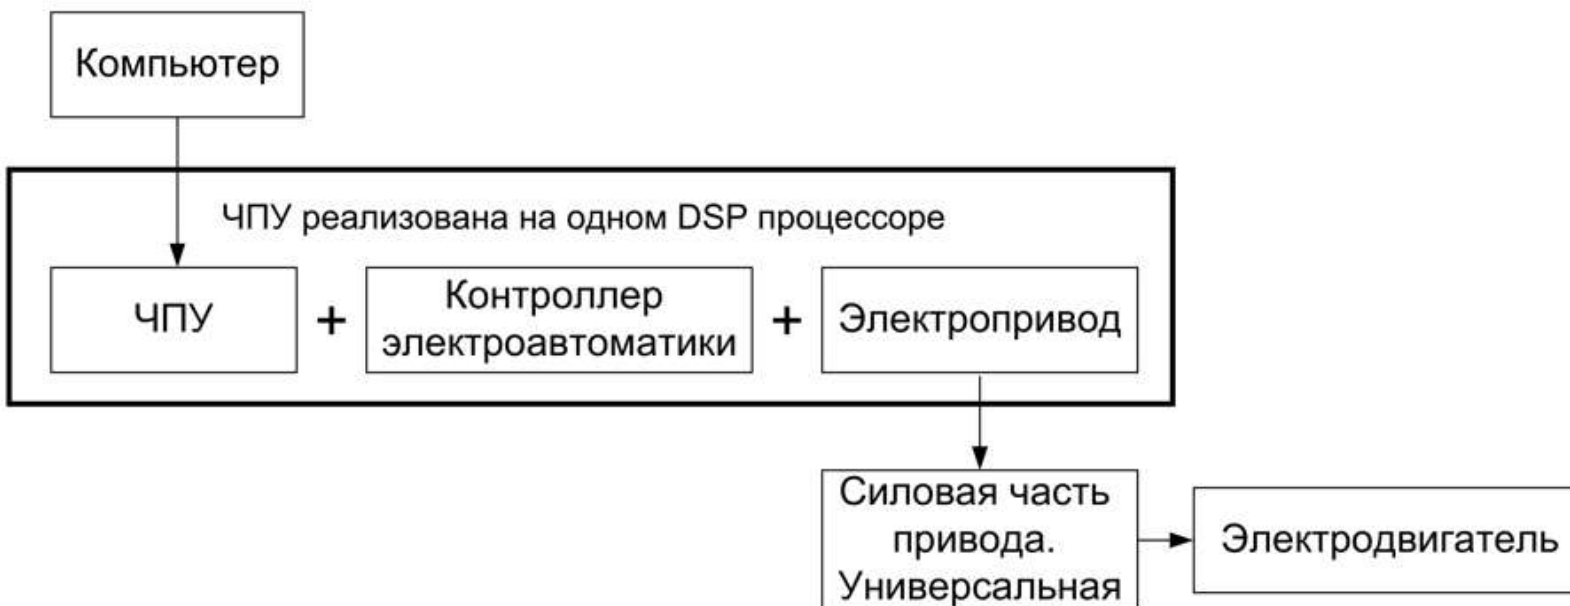 Компьютер
ЧПУ реализована на одном DSP процессоре
ЧПУ
+
Контроллер
электроавтоматики
+
Электропривод
Силовая часть
привода.
Универсальная
Электродвигатель